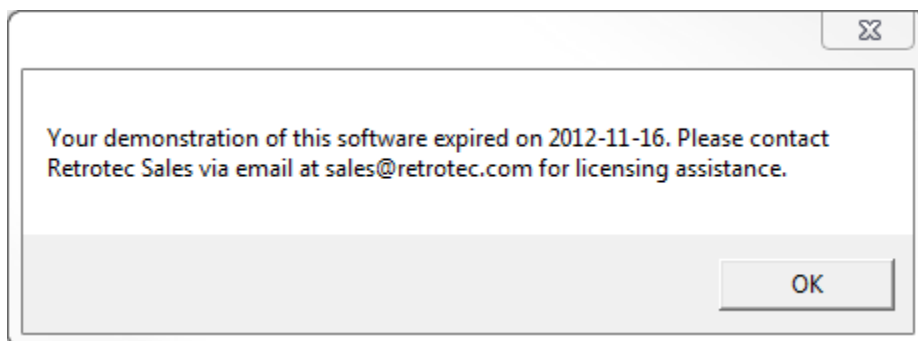 Your demonstration of this software expired on 2012-11-16. Please contact
Retrotec Sales via email at sales@retrotec.com for licensing assistance.
OK